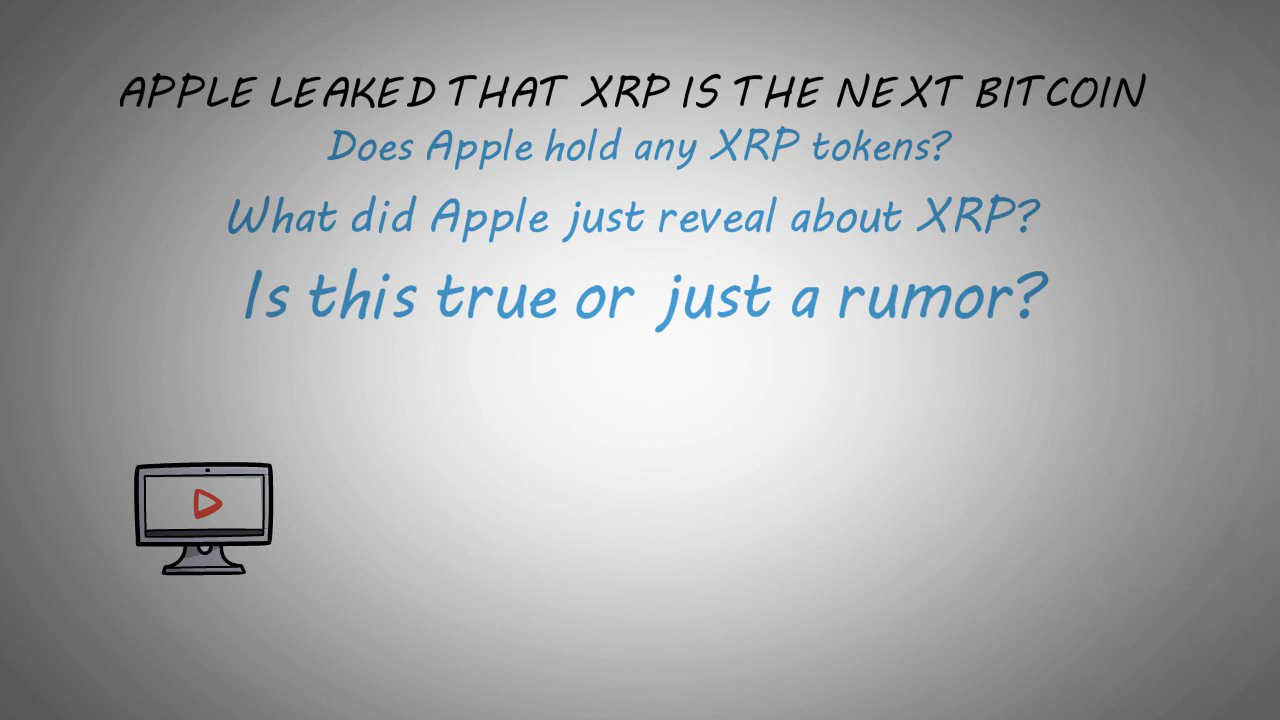 APPLE LEAKED THAT XRP IS THE NEXT BITCOIN
Does Apple hold any XRP tokens?
What did Apple just reveal about XRP?
Is this true or just a rumor?